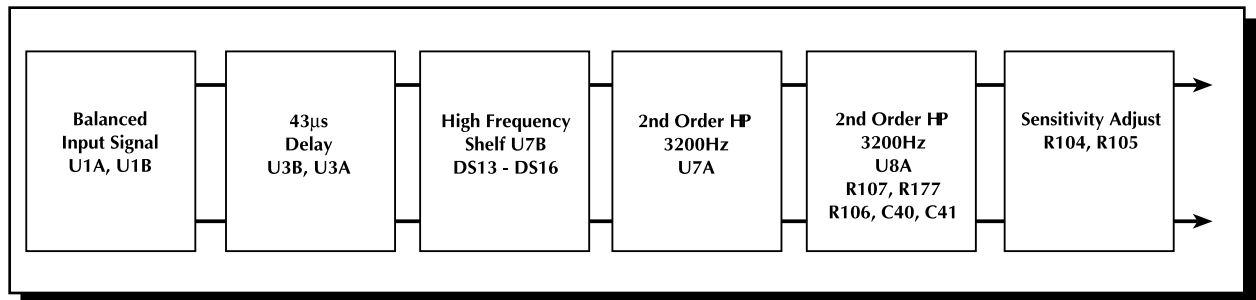 Balanced
Input Signal
U1A, U1B
43µs
Delay
U3B, U3A
High Frequency
Shelf U7B
DS13 - DS16
2nd Order HP
3200Hz
U7A
2nd Order HP
3200Hz
U8A
R107, R177
R106, C40, C41
Sensitivity Adjust
R104, R105